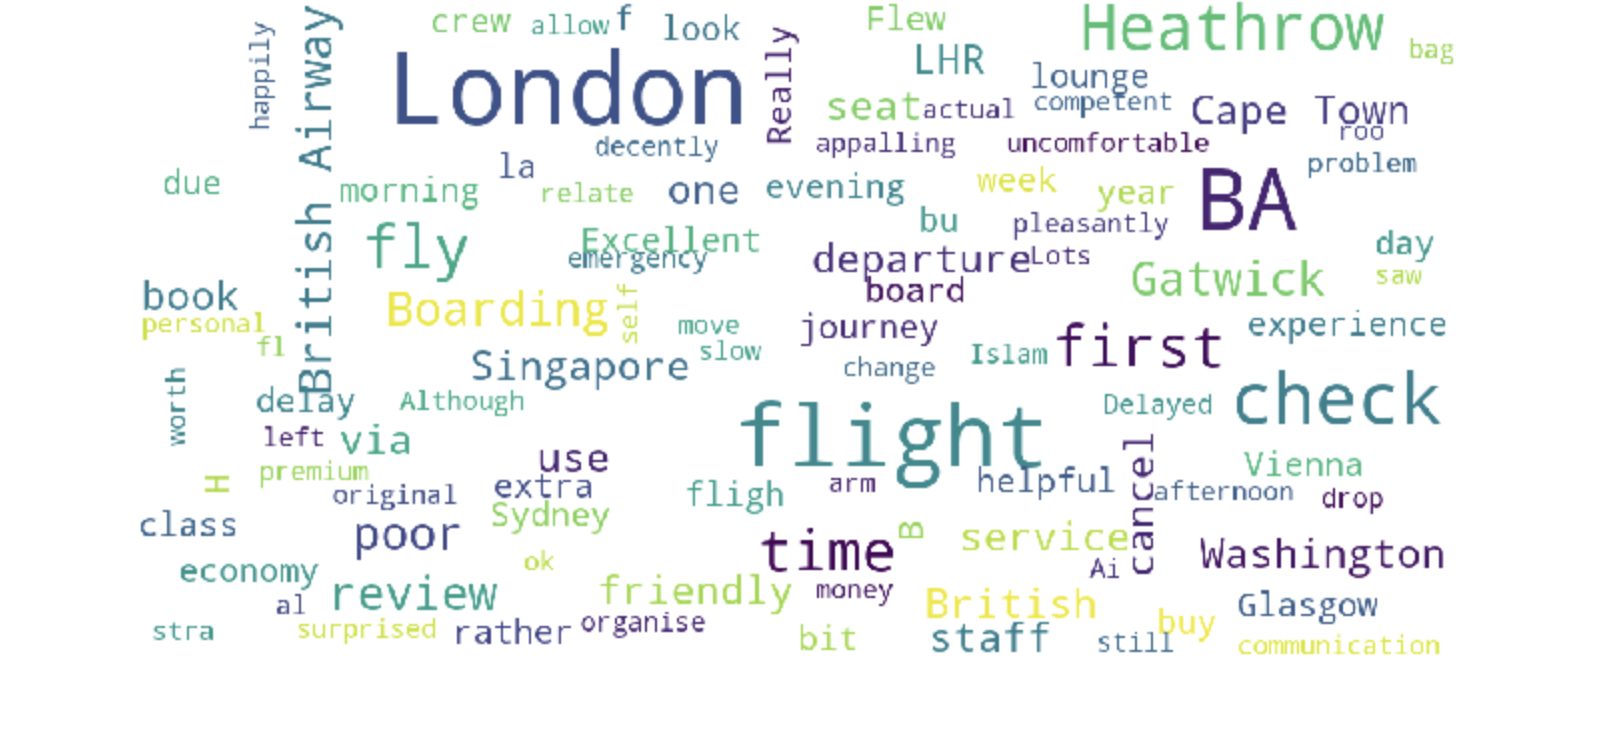 crew allow f look Flew Heathrow bag
happily British Airway London Really LHR lounge
seat actual competent Cape Town
decently appalling uncomfortable roo
due la problem
morning relate one evening week year BA
bu pleasantly
fly Excellent day
emergency departure Lots
book Boarding self board Gatwick saw
personal move journey first experience
fl slow
worth Singapore change Islam
delay Although flight Delayed check
left via
premium use cancel Vienna
H original extra fligh arm helpful afternoon drop
class poor Sydney B service
time Washington
economy ok Ai
al review friendly money British Glasgow
stra surprised rather organise bit staff still buy communication